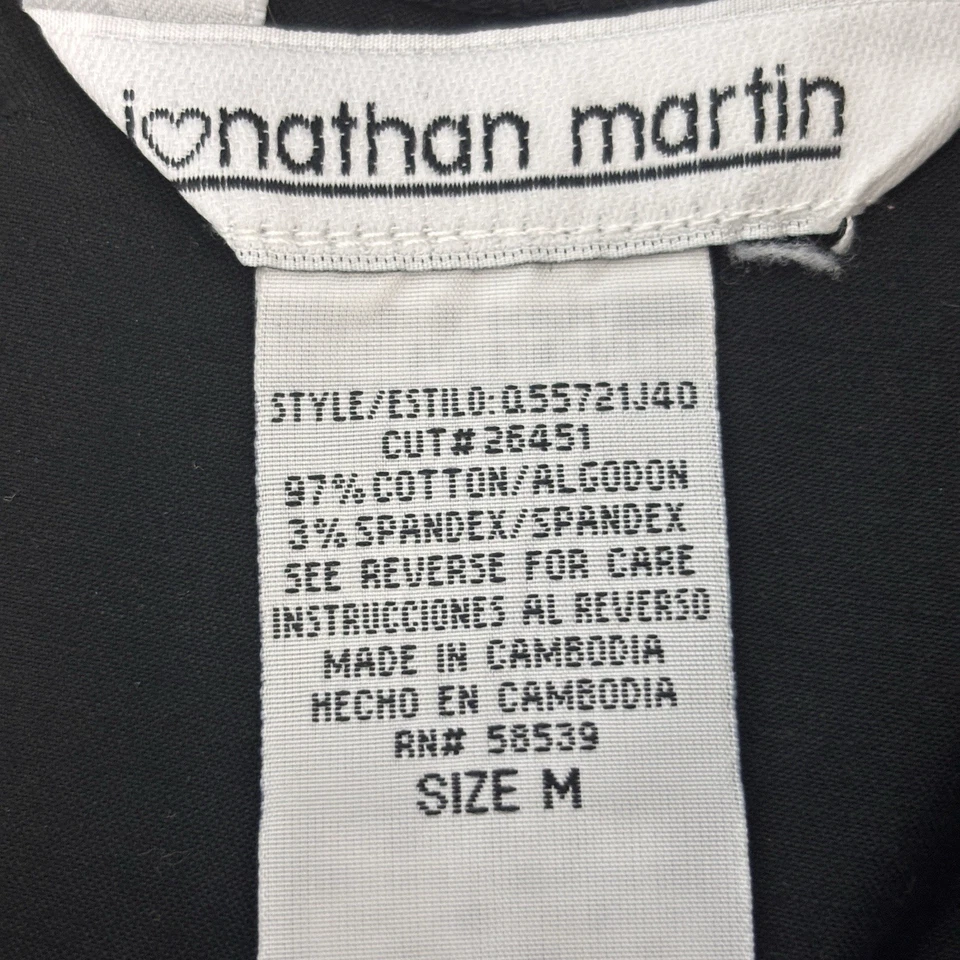 jonathan martin
STYLE/ESTILO:Q55721J40
CUT# 26451
97% COTTON/ALGODON
3% SPANDEX/SPANDEX
SEE REVERSE FOR CARE
INSTRUCCIONES AL REVERSO
MADE IN CAMBODIA
HECHO EN CAMBODIA
RN# 58539
SIZE M